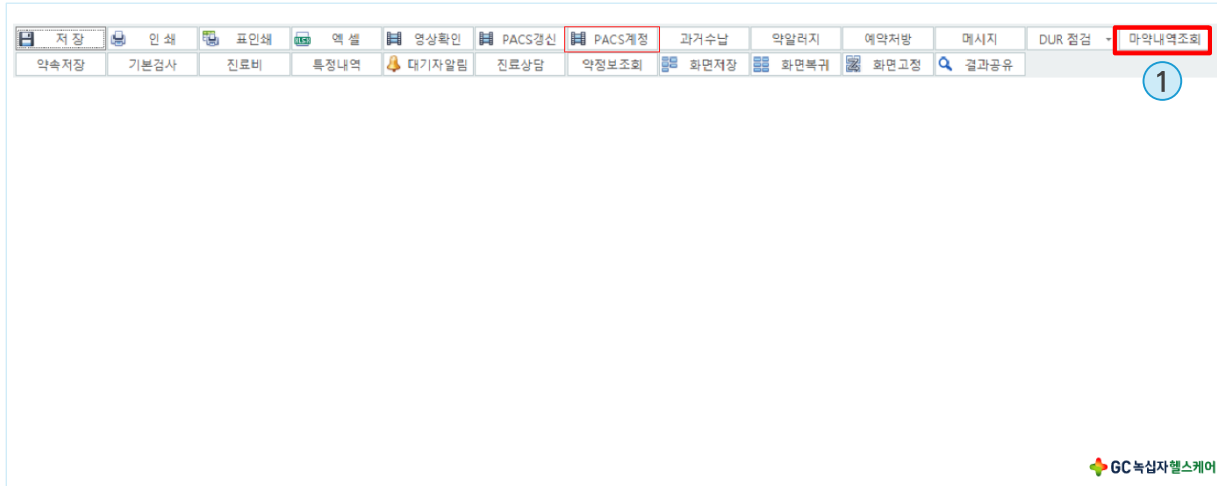 저 장 인 쇄 표인쇄 엑 셀 영상확인 PACS갱신 PACS계정 과거수납 약알러지 예약처방 메시지 DUR 점검 마약내역조회
약속저장 기본검사 진료비 특정내역 대기자알림 진료상담 약정보조회 화면저장 화면복귀 화면고정 결과공유
1
GC 녹십자헬스케어